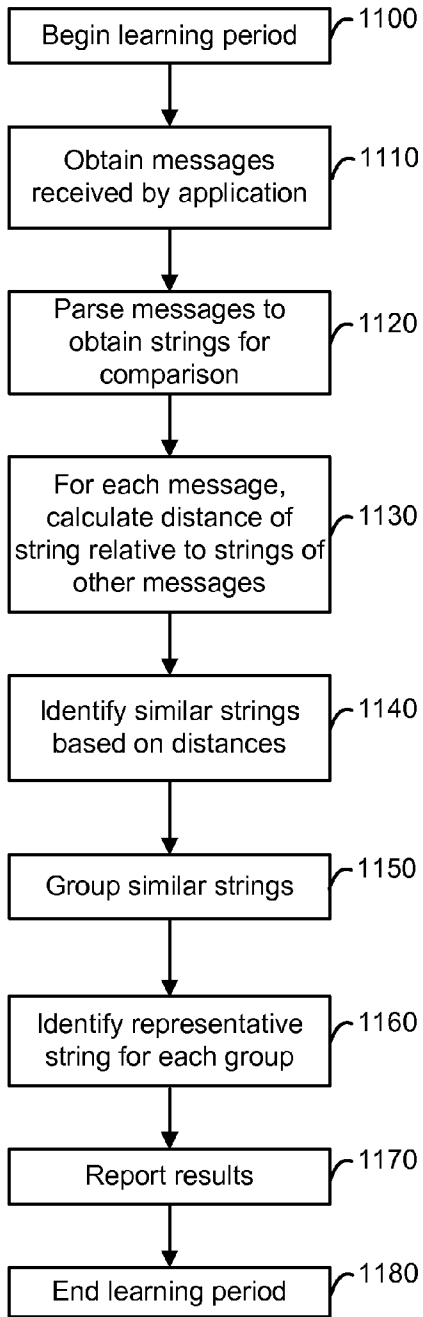 Begin learning period
1100
Obtain messages
received by application
1110
Parse messages to
obtain strings for
comparison
1120
For each message,
calculate distance of
string relative to strings of
other messages
1130
Identify similar strings
based on distances
1140
Group similar strings
1150
Identify representative
string for each group
1160
Report results
1170
End learning period
1180